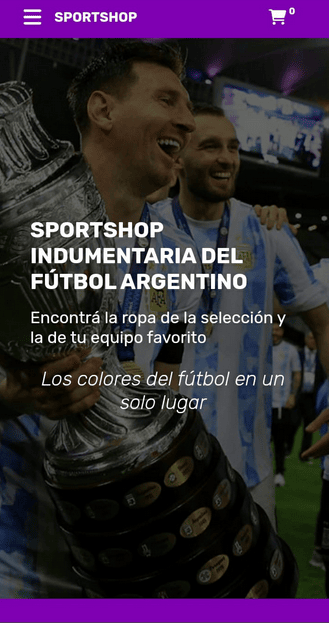 SPORTSHOP
0
SPORTSHOP
INDUMENTARIA DEL
FÚTBOL ARGENTINO
Encontrá la ropa de la selección y
la de tu equipo favorito
Los colores del fútbol en un
solo lugar